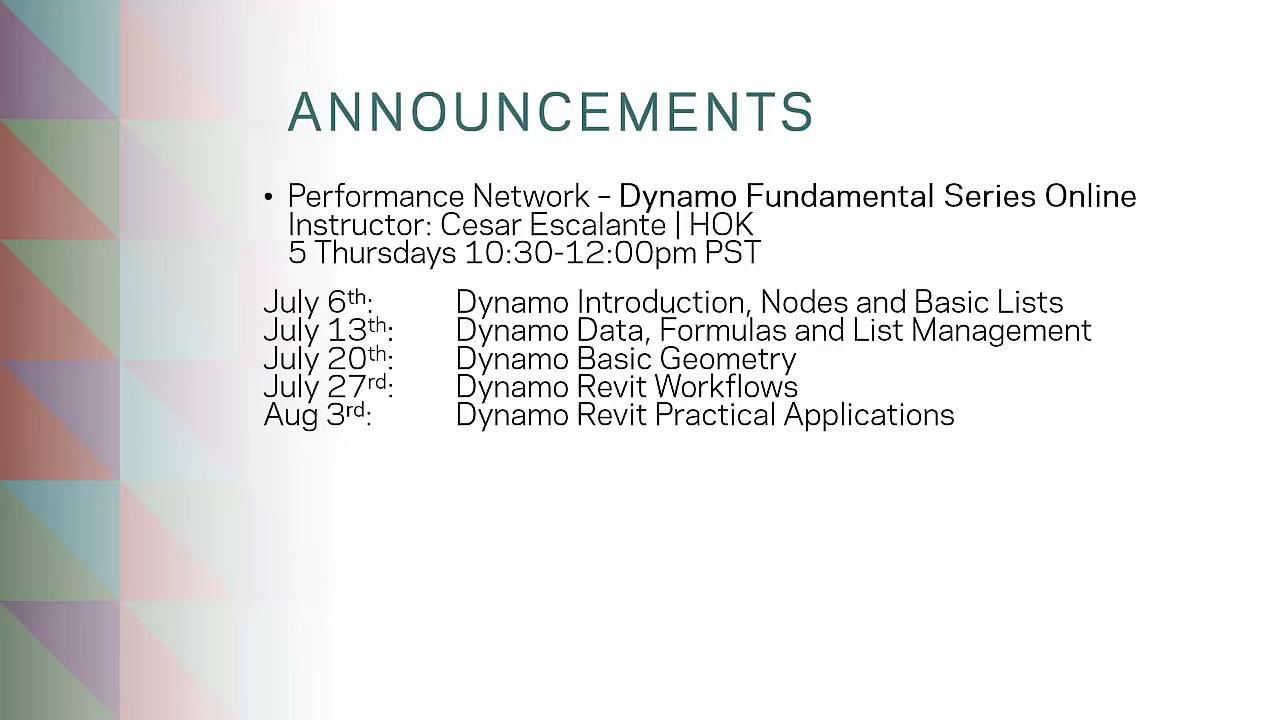 ANNOUNCEMENTS
• Performance Network – Dynamo Fundamental Series Online
Instructor: Cesar Escalante | HOK
5 Thursdays 10:30-12:00pm PST
July 6th: Dynamo Introduction, Nodes and Basic Lists
July 13th: Dynamo Data, Formulas and List Management
July 20th: Dynamo Basic Geometry
July 27rd: Dynamo Revit Workflows
Aug 3rd: Dynamo Revit Practical Applications